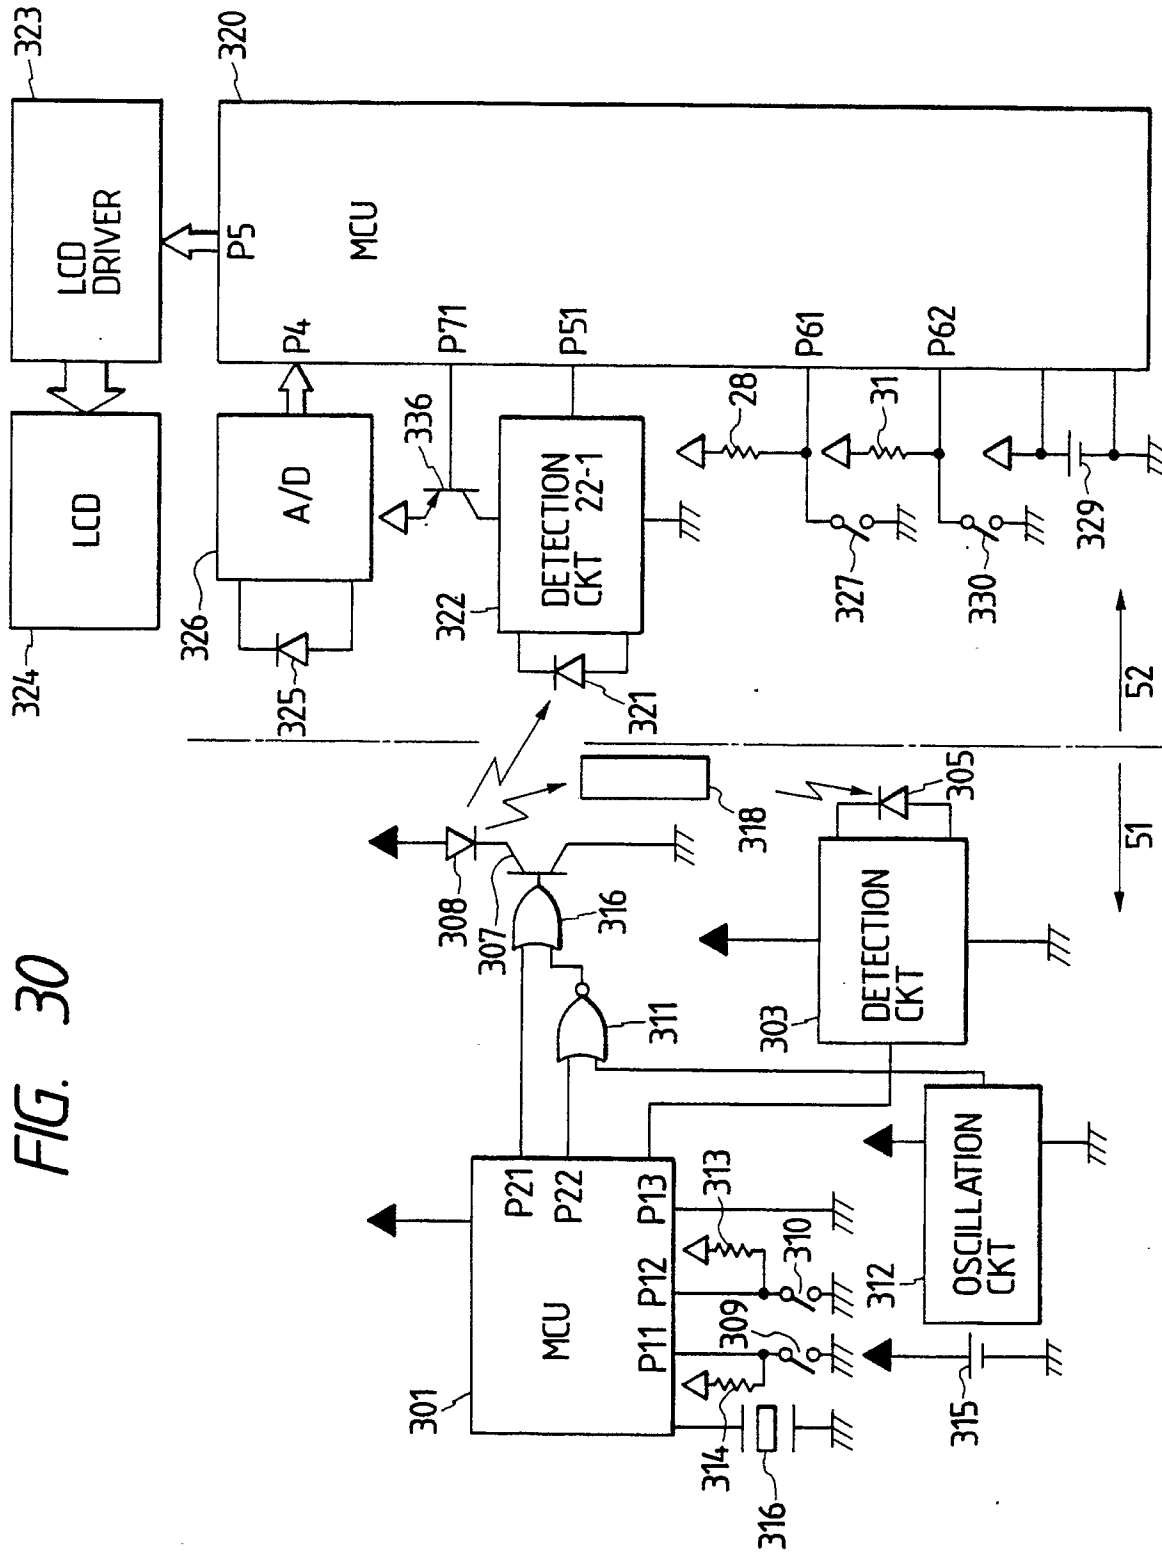 FIG. 30
324
LCD
LCD
DRIVER
323
320
326
325
A/D
P4
P5
MCU
336
P71
322
321
DETECTION
CKT 22-1
P51
28
P61
327
31
P62
330
329
52
51
301
MCU
P21
P22
P13
P12
P11
308
307
316
311
318
305
303
DETECTION
CKT
313
310
309
314
316
312
OSCILLATION
CKT
315